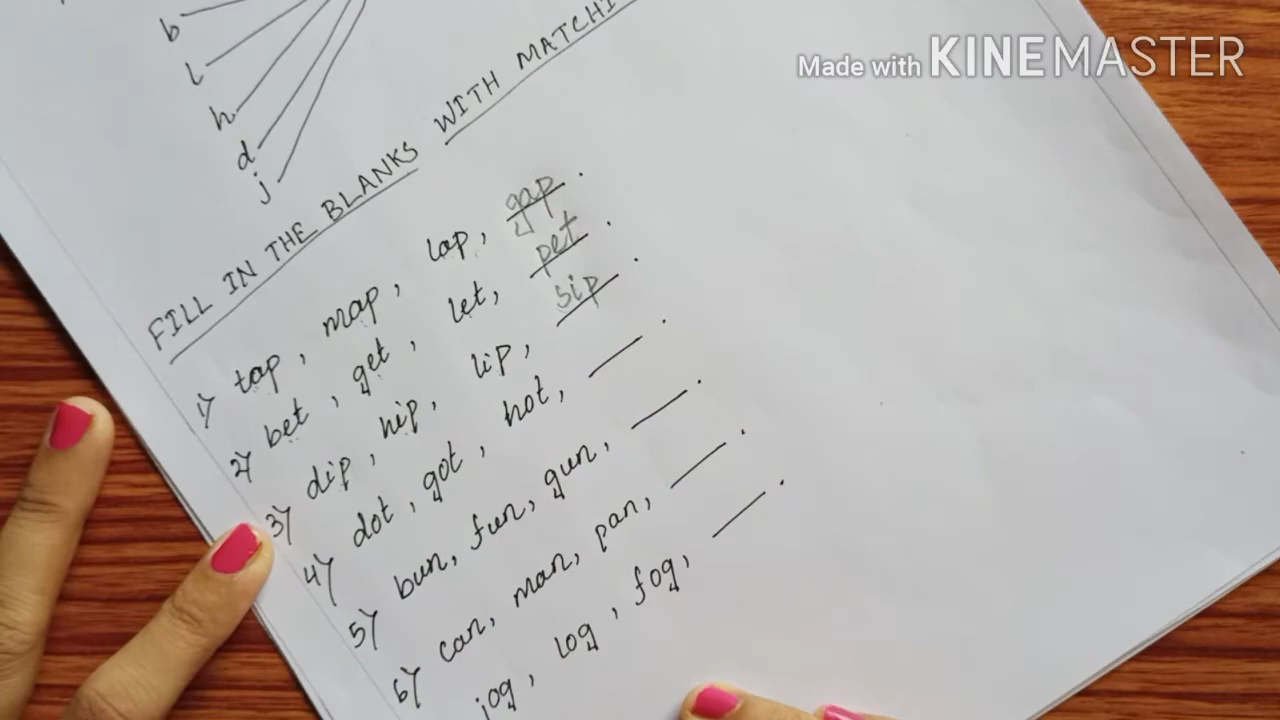 Made with KINEMASTER
b
l
h
d
j
FILL IN THE BLANKS WITH MATCHI
1) tap, map, lap, gap.
2) bet, get, let, pet.
3) dip, hip, lip, sip.
4) dot, got, hot, ___.
5) bun, fun, gun, ___.
6) can, man, pan, ___.
jog, log, fog, ___.